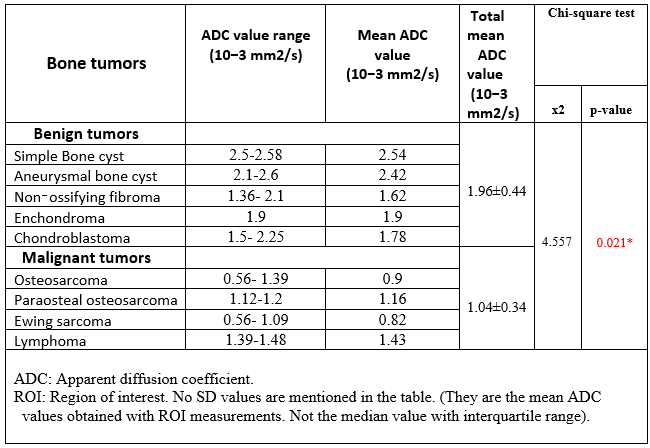 Bone tumors
ADC value range
(10−3 mm2/s)
Mean ADC
value
(10−3 mm2/s)
Total
mean
ADC
value
(10−3
mm2/s)
Chi-square test
x2
p-value
Benign tumors
Simple Bone cyst 2.5-2.58 2.54
Aneurysmal bone cyst 2.1-2.6 2.42
Non-ossifying fibroma 1.36- 2.1 1.62
Enchondroma 1.9 1.9
Chondroblastoma 1.5- 2.25 1.78
1.96±0.44
4.557
0.021*
Malignant tumors
Osteosarcoma 0.56- 1.39 0.9
Paraosteal osteosarcoma 1.12-1.2 1.16
Ewing sarcoma 0.56- 1.09 0.82
Lymphoma 1.39-1.48 1.43
1.04±0.34
ADC: Apparent diffusion coefficient.
ROI: Region of interest. No SD values are mentioned in the table. (They are the mean ADC
values obtained with ROI measurements. Not the median value with interquartile range).